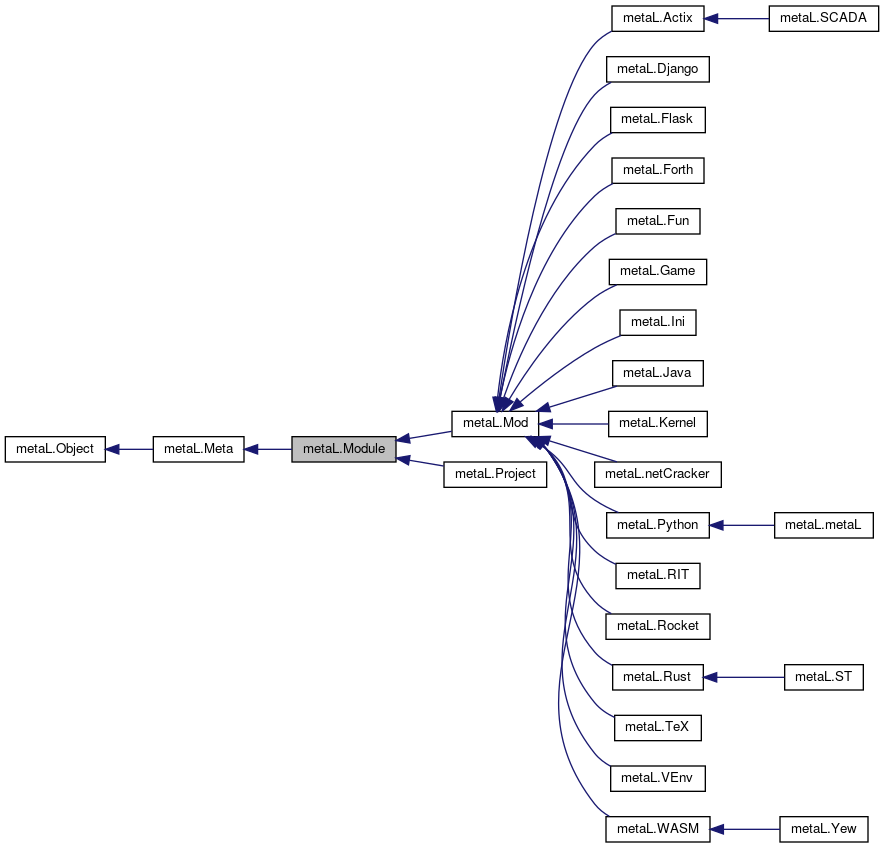 metaL.Actix
metaL.SCADA
metaL.Django
metaL.Flask
metaL.Forth
metaL.Fun
metaL.Game
metaL.Ini
metaL.Java
metaL.Mod
metaL.Kernel
metaL.Object
metaL.Meta
metaL.Module
metaL.Project
metaL.netCracker
metaL.Python
metaL.metaL
metaL.RIT
metaL.Rocket
metaL.Rust
metaL.ST
metaL.TeX
metaL.VEnv
metaL.WASM
metaL.Yew